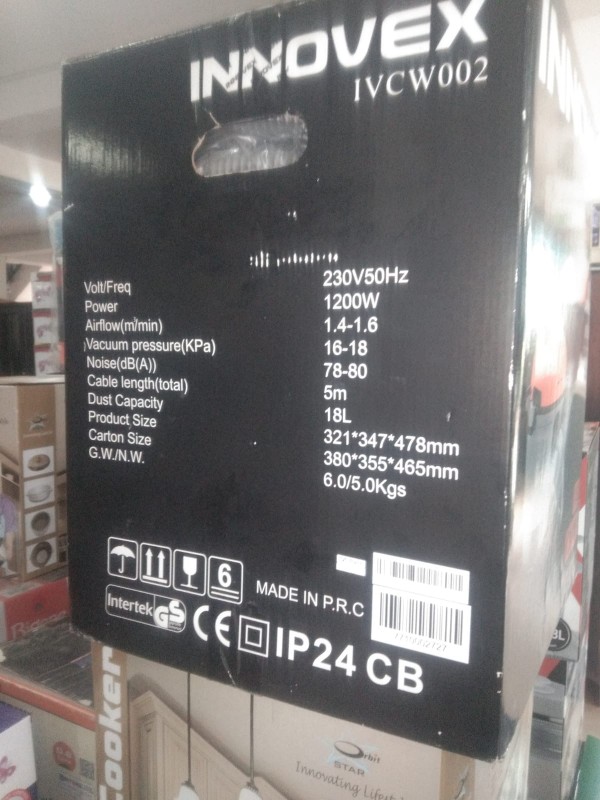 INNOVEX
IVCW002
Volt/Freq 230V50Hz
Power 1200W
Airflow(m³/min) 1.4-1.6
Vacuum pressure(KPa) 16-18
Noise(dB(A)) 78-80
Cable length(total) 5m
Dust Capacity 18L
Product Size 321*347*478mm
Carton Size 380*355*465mm
G.W./N.W. 6.0/5.0Kgs
6
MADE IN P.R.C
Intertek GS
CE IP24 CB
Cooker
Orbit
STAR
Innovating